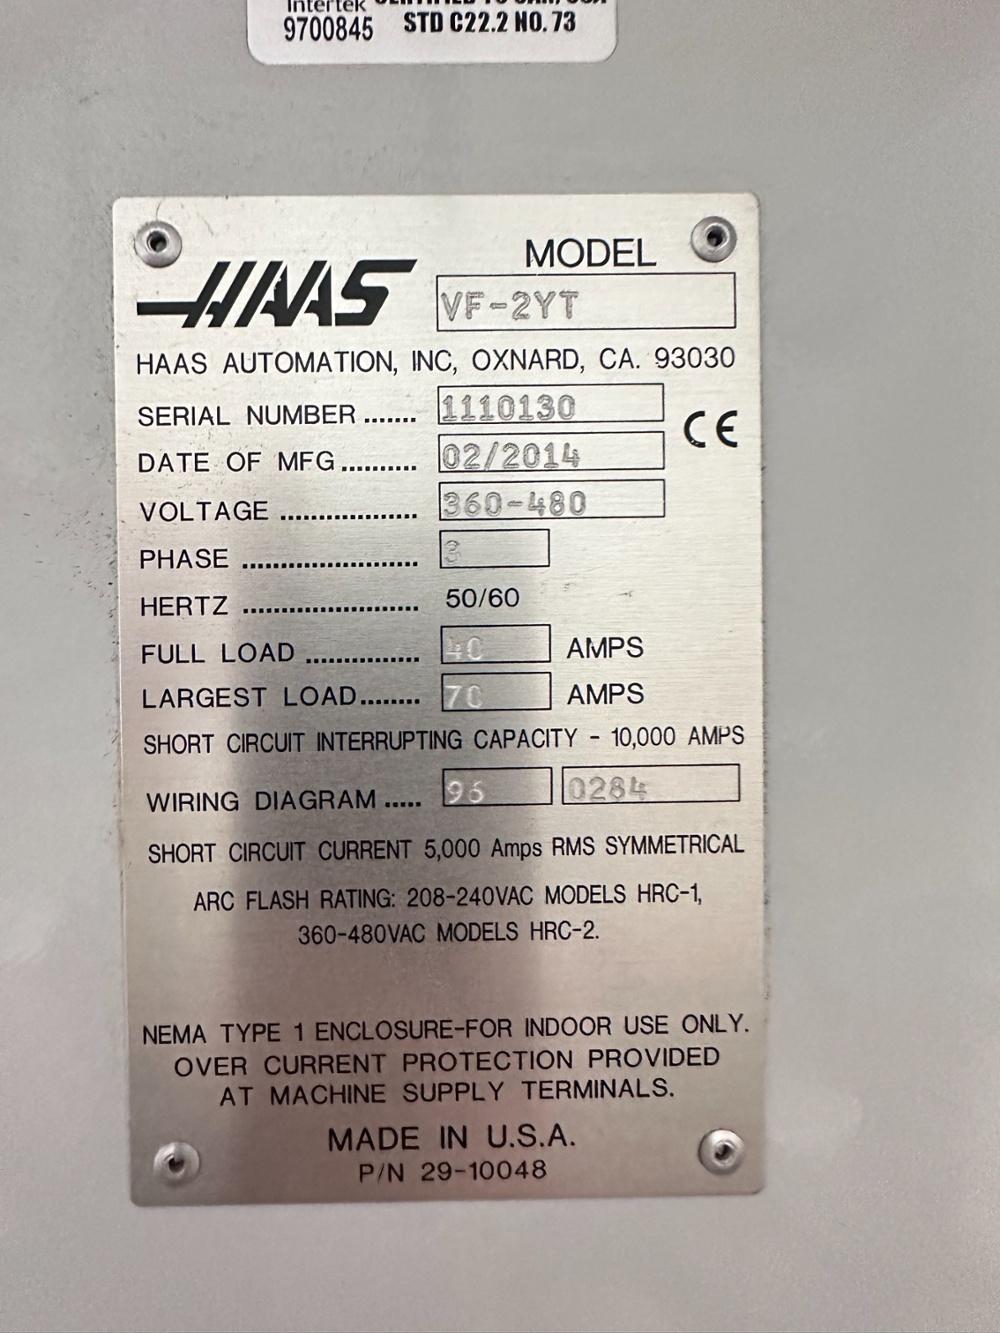 Intertek CERTIFIED TO CAN/CSA
9700845 STD C22.2 NO. 73
HAAS
MODEL
VF-2YT
HAAS AUTOMATION, INC, OXNARD, CA. 93030
SERIAL NUMBER ....... 1110130
CE
DATE OF MFG.......... 02/2014
VOLTAGE .................. 360-480
PHASE ....................... 3
HERTZ ....................... 50/60
FULL LOAD ............... 40 AMPS
LARGEST LOAD........ 70 AMPS
SHORT CIRCUIT INTERRUPTING CAPACITY - 10,000 AMPS
WIRING DIAGRAM ..... 96 0284
SHORT CIRCUIT CURRENT 5,000 Amps RMS SYMMETRICAL
ARC FLASH RATING: 208-240VAC MODELS HRC-1,
360-480VAC MODELS HRC-2.
NEMA TYPE 1 ENCLOSURE-FOR INDOOR USE ONLY.
OVER CURRENT PROTECTION PROVIDED
AT MACHINE SUPPLY TERMINALS.
MADE IN U.S.A.
P/N 29-10048